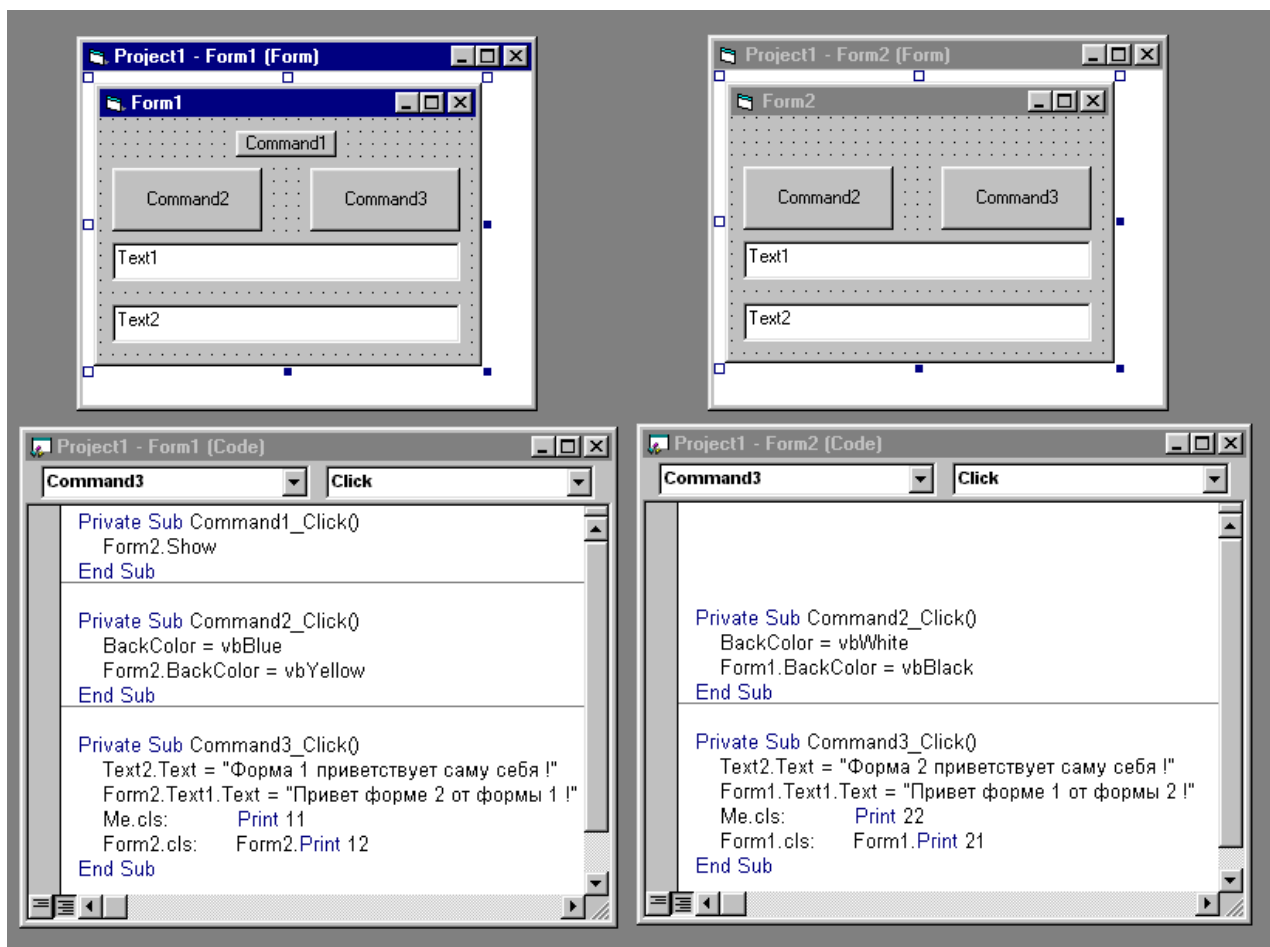 Project1 - Form1 (Form)
Form1
Command1
Command2
Command3
Text1
Text2
Project1 - Form2 (Form)
Form2
Command2
Command3
Text1
Text2
Project1 - Form1 (Code)
Command3
Click
Private Sub Command1_Click()
Form2.Show
End Sub
Private Sub Command2_Click()
BackColor = vbBlue
Form2.BackColor = vbYellow
End Sub
Private Sub Command3_Click()
Text2.Text = "Форма 1 приветствует саму себя !"
Form2.Text1.Text = "Привет форме 2 от формы 1 !"
Me.cls: Print 11
Form2.cls: Form2.Print 12
End Sub
Project1 - Form2 (Code)
Command3
Click
Private Sub Command2_Click()
BackColor = vbWhite
Form1.BackColor = vbBlack
End Sub
Private Sub Command3_Click()
Text2.Text = "Форма 2 приветствует саму себя !"
Form1.Text1.Text = "Привет форме 1 от формы 2 !"
Me.cls: Print 22
Form1.cls: Form1.Print 21
End Sub